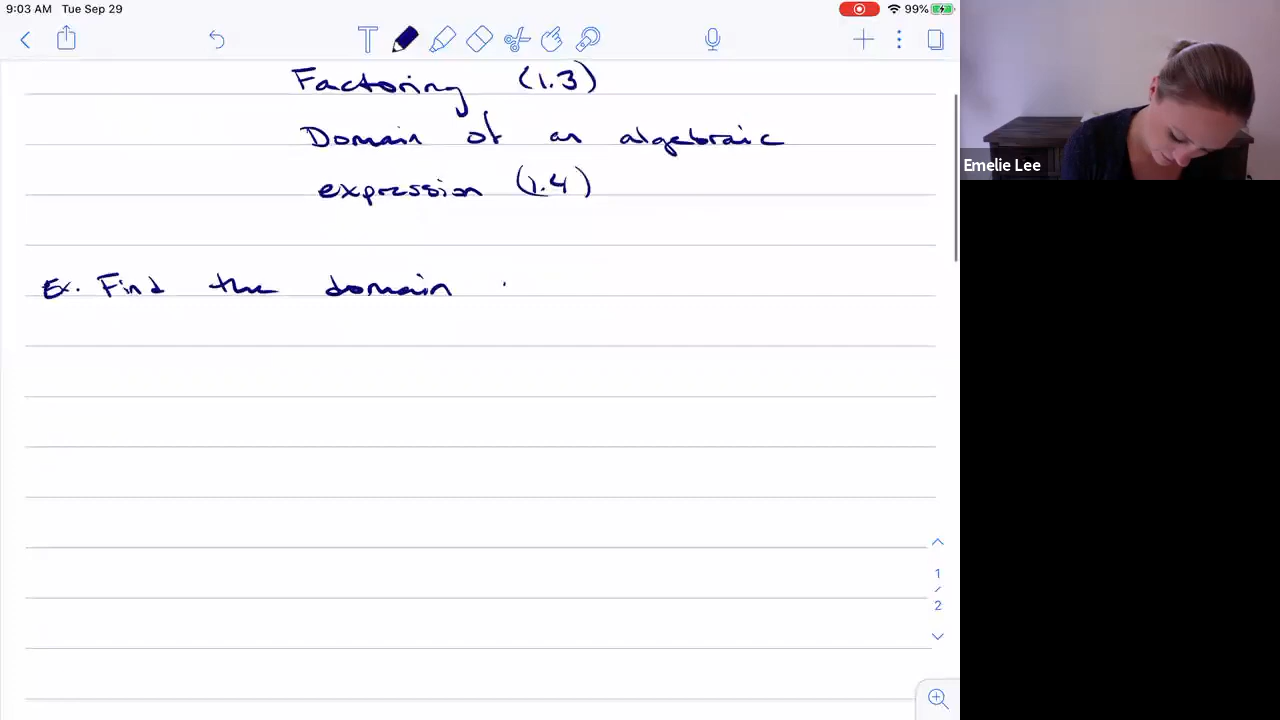 9:03 AM Tue Sep 29
99%
T
Factoring (1.3)
Domain of an algebraic
expression (1.4)
Ex. Find the domain
1
/
2
Emelie Lee